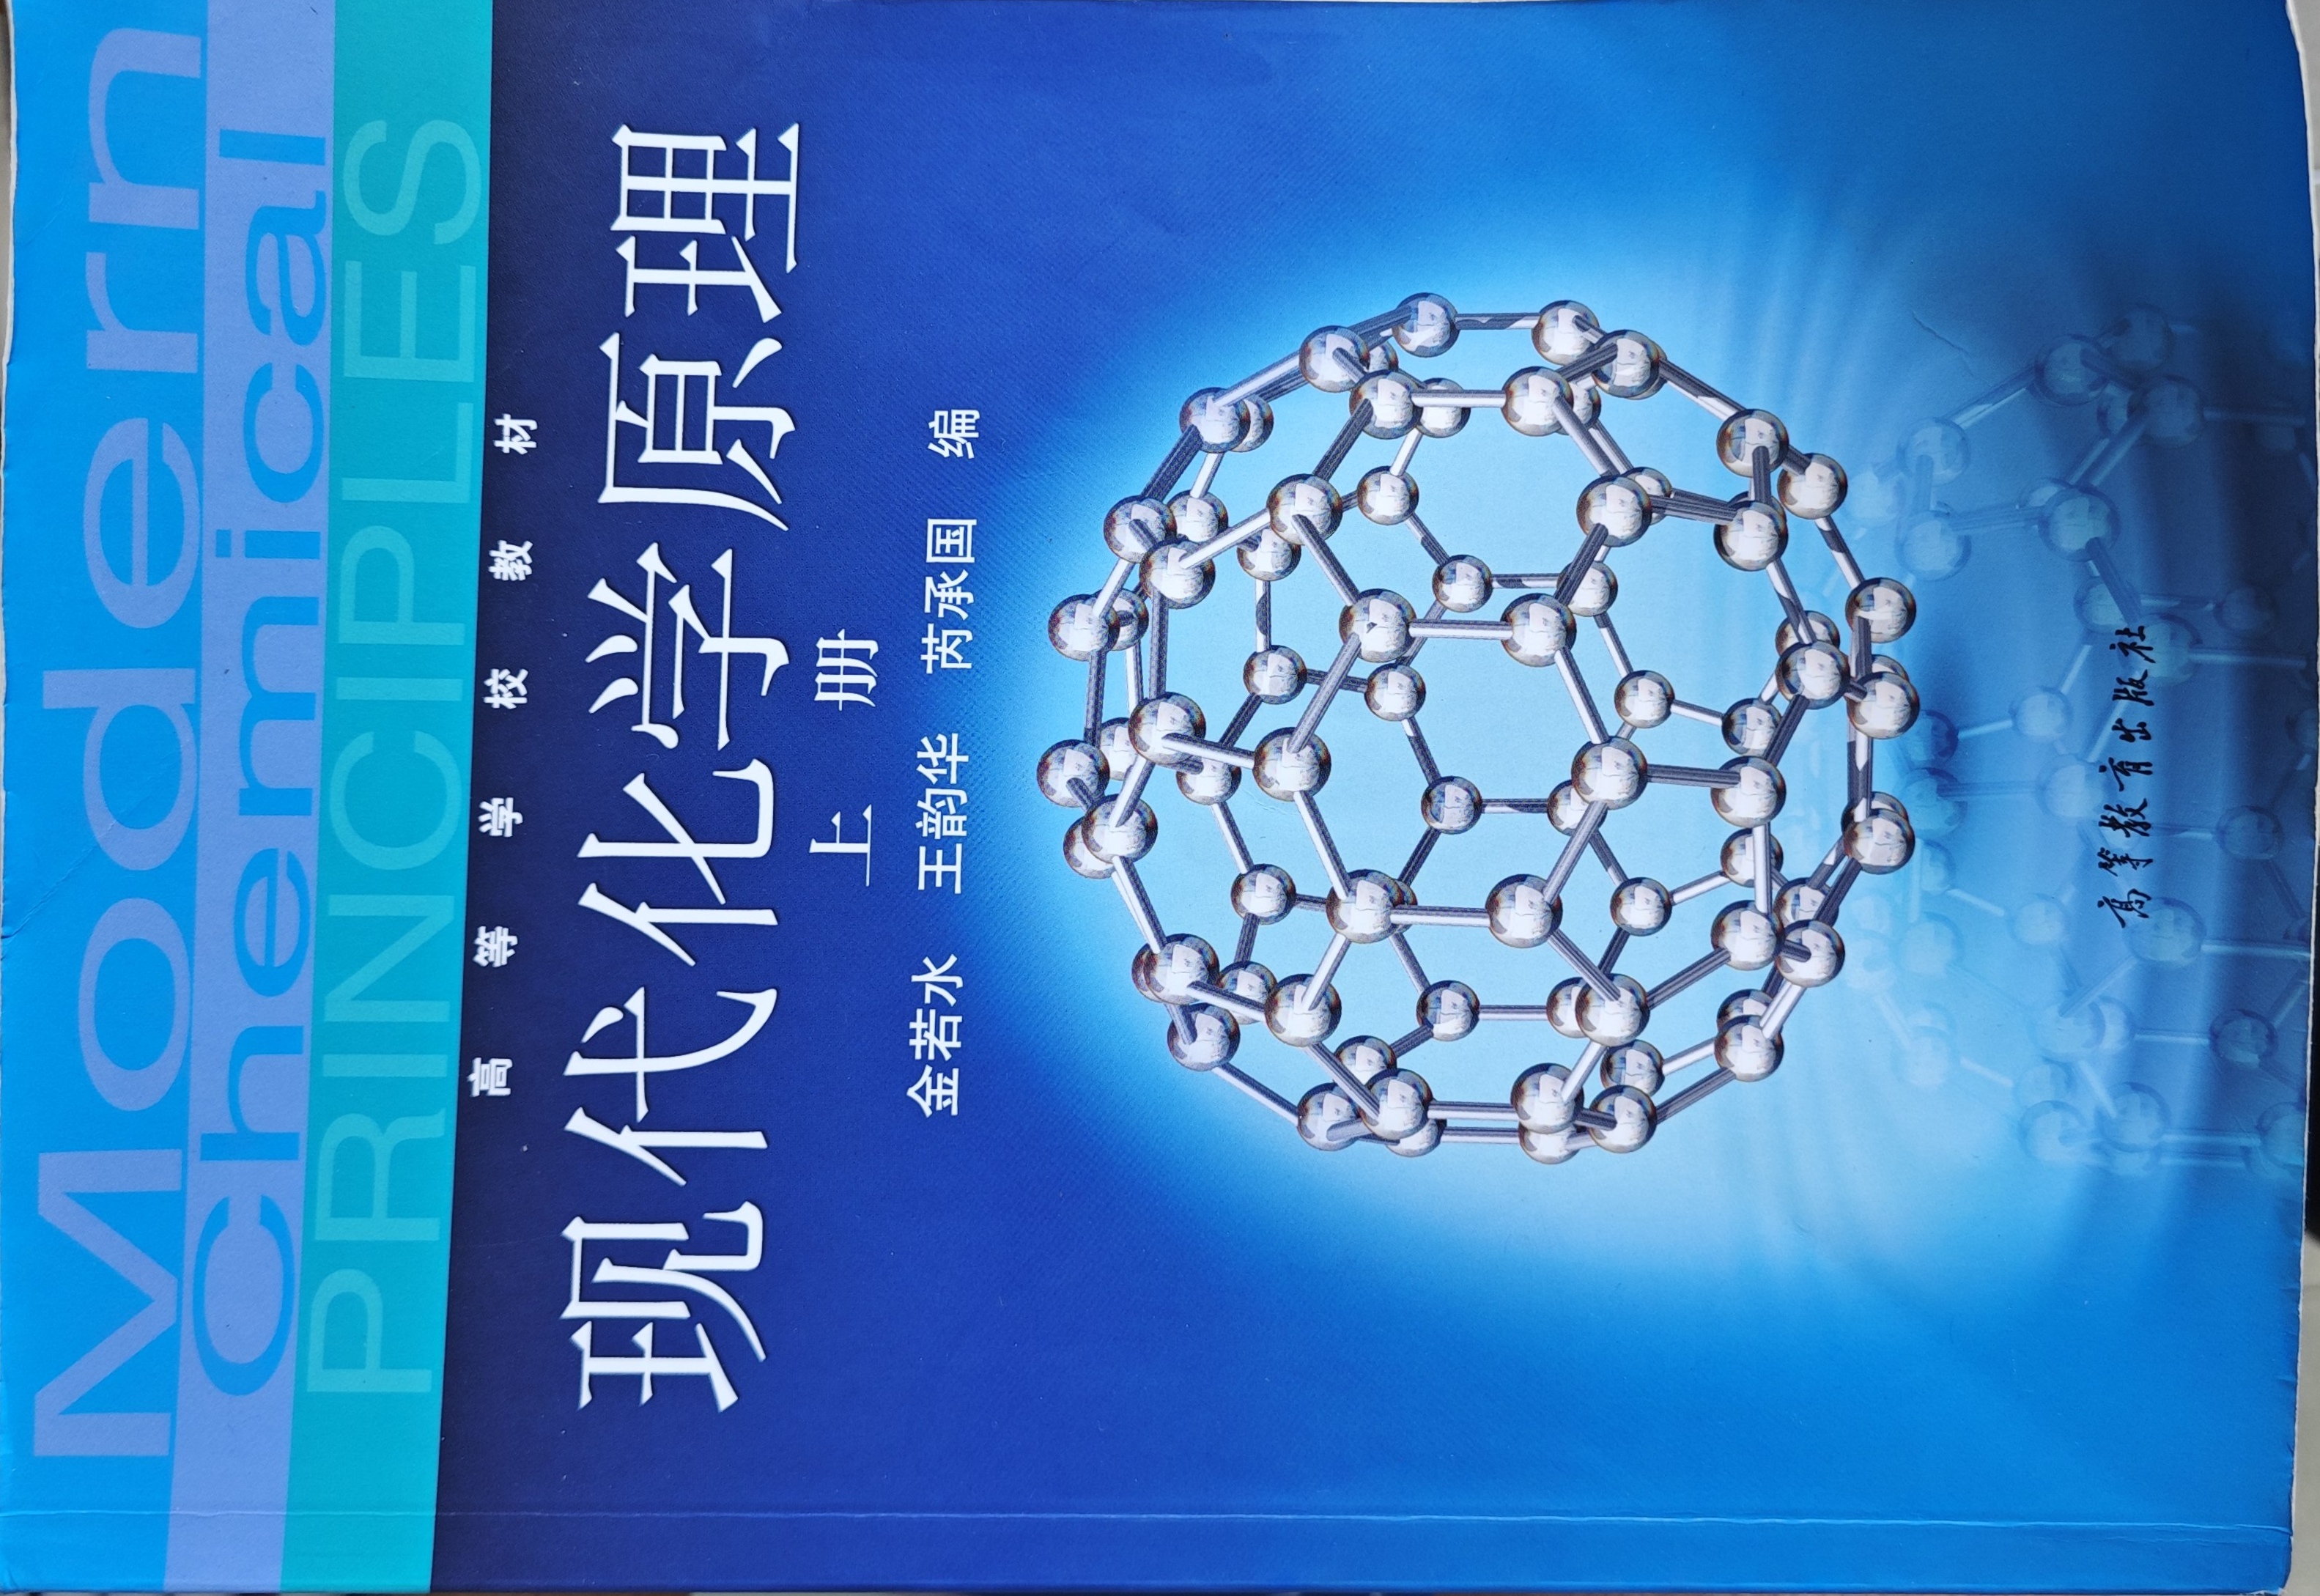 Modern
Chemical
PRINCIPLES
高等学校教材
现代化学原理
上册
金若水 王韵华 芮承国 编
高等教育出版社